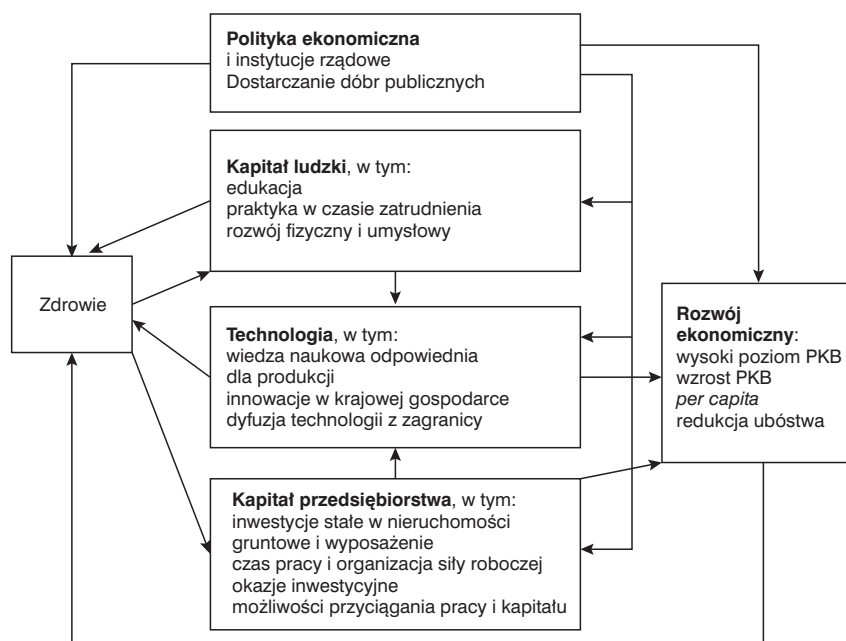 Polityka ekonomiczna
i instytucje rządowe
Dostarczanie dóbr publicznych
Kapitał ludzki, w tym:
edukacja
praktyka w czasie zatrudnienia
rozwój fizyczny i umysłowy
Zdrowie
Technologia, w tym:
wiedza naukowa odpowiednia
dla produkcji
innowacje w krajowej gospodarce
dyfuzja technologii z zagranicy
Rozwój
ekonomiczny:
wysoki poziom PKB
wzrost PKB
per capita
redukcja ubóstwa
Kapitał przedsiębiorstwa, w tym:
inwestycje stałe w nieruchomości
gruntowe i wyposażenie
czas pracy i organizacja siły roboczej
okazje inwestycyjne
możliwości przyciągania pracy i kapitału